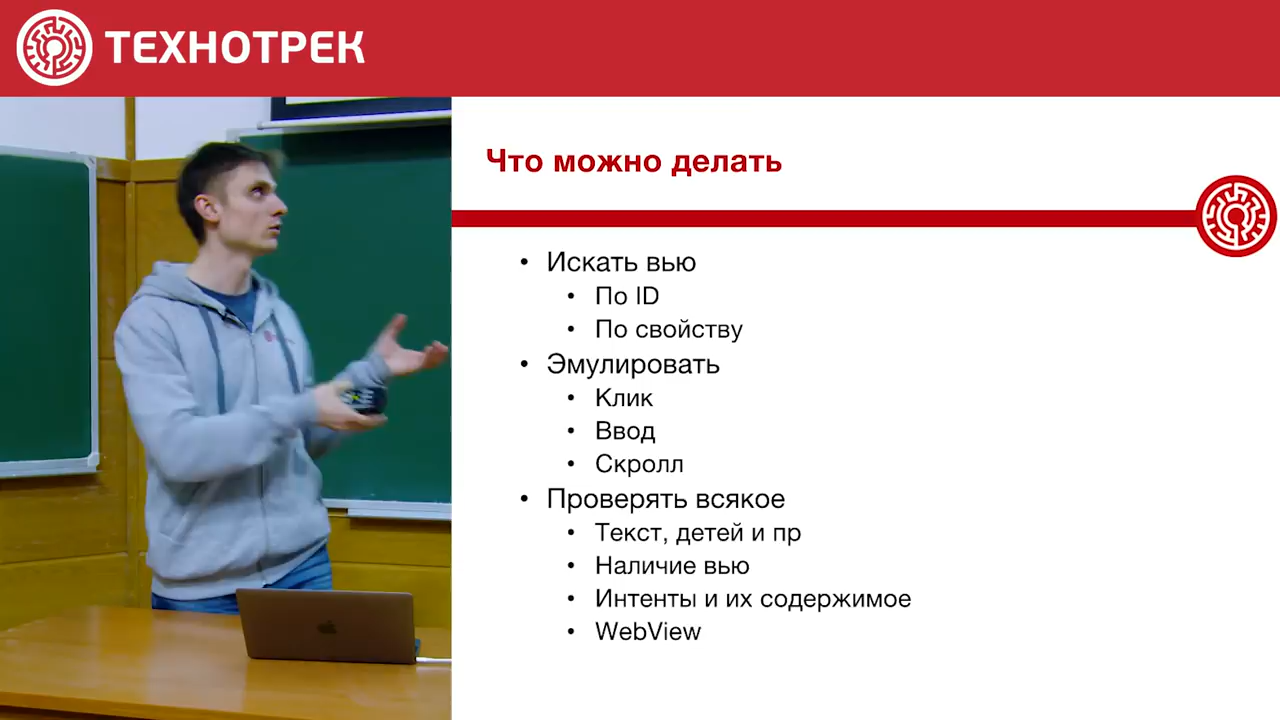 ТЕХНОТРЕК
Что можно делать
• Искать вью
• По ID
• По свойству
• Эмулировать
• Клик
• Ввод
• Скролл
• Проверять всякое
• Текст, детей и пр
• Наличие вью
• Интенты и их содержимое
• WebView